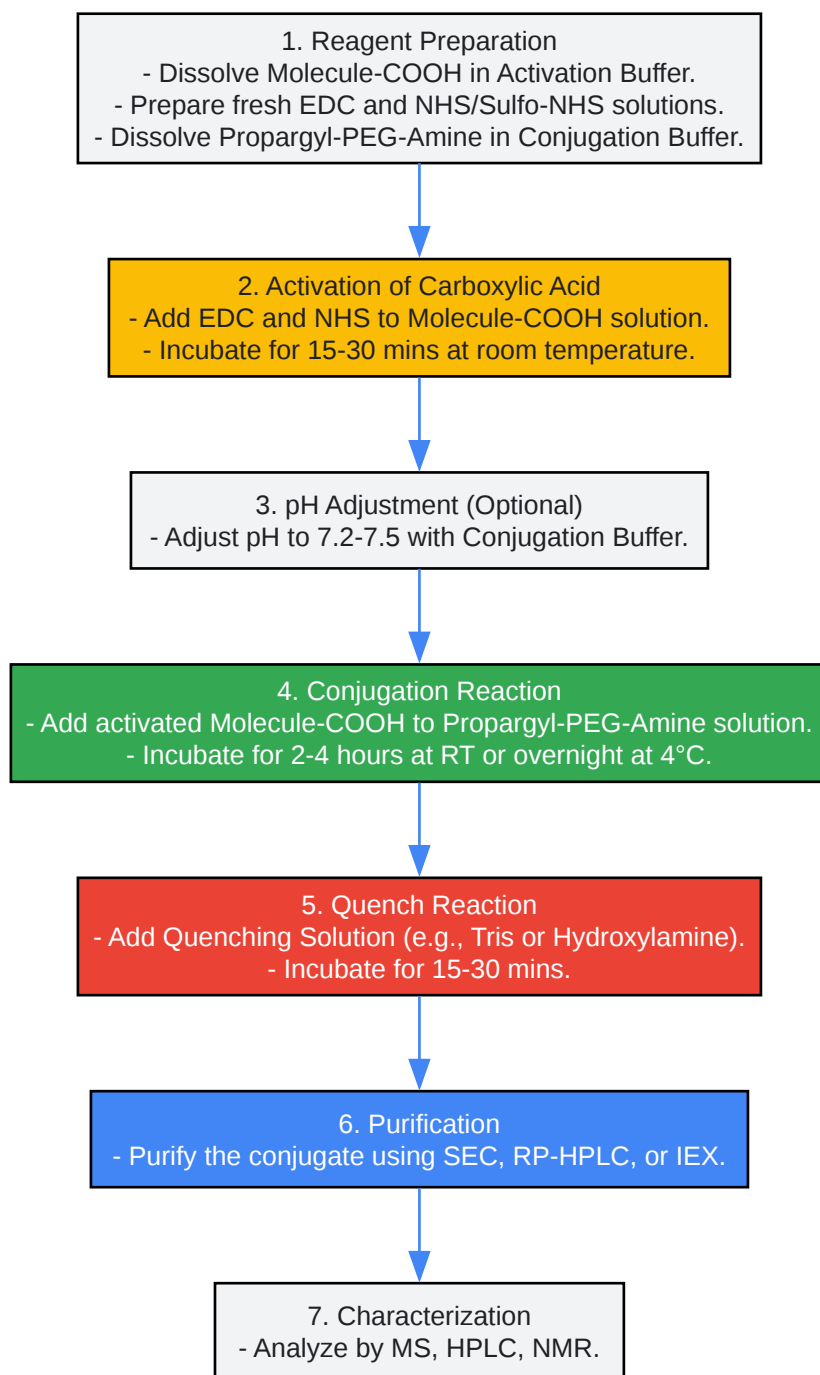 1. Reagent Preparation
- Dissolve Molecule-COOH in Activation Buffer.
- Prepare fresh EDC and NHS/Sulfo-NHS solutions.
- Dissolve Propargyl-PEG-Amine in Conjugation Buffer.
2. Activation of Carboxylic Acid
- Add EDC and NHS to Molecule-COOH solution.
- Incubate for 15-30 mins at room temperature.
3. pH Adjustment (Optional)
- Adjust pH to 7.2-7.5 with Conjugation Buffer.
4. Conjugation Reaction
- Add activated Molecule-COOH to Propargyl-PEG-Amine solution.
- Incubate for 2-4 hours at RT or overnight at 4°C.
5. Quench Reaction
- Add Quenching Solution (e.g., Tris or Hydroxylamine).
- Incubate for 15-30 mins.
6. Purification
- Purify the conjugate using SEC, RP-HPLC, or IEX.
7. Characterization
- Analyze by MS, HPLC, NMR.